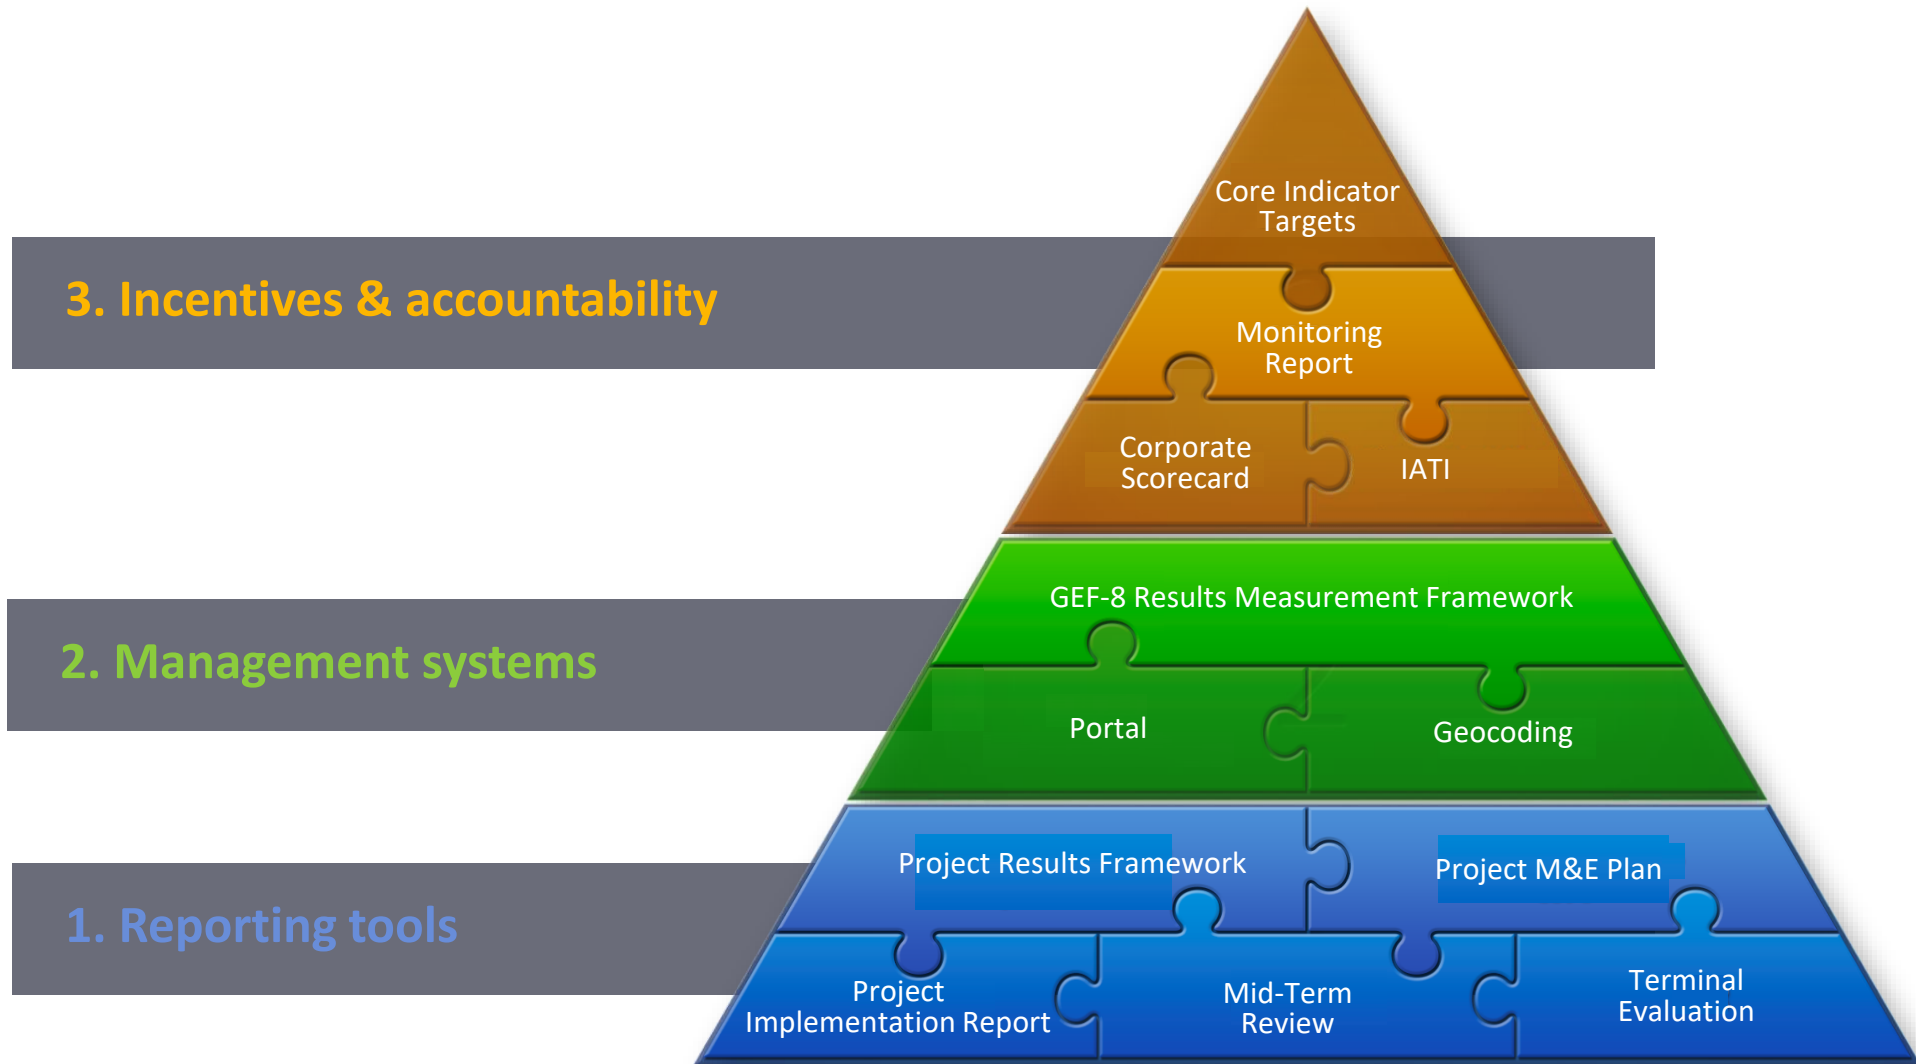 Core Indicator
Targets
3. Incentives & accountability
Monitoring
Report
Corporate
Scorecard
IATI
GEF-8 Results Measurement Framework
2. Management systems
Portal
Geocoding
Project Results Framework
Project M&E Plan
1. Reporting tools
Project
Implementation Report
Mid-Term
Review
Terminal
Evaluation